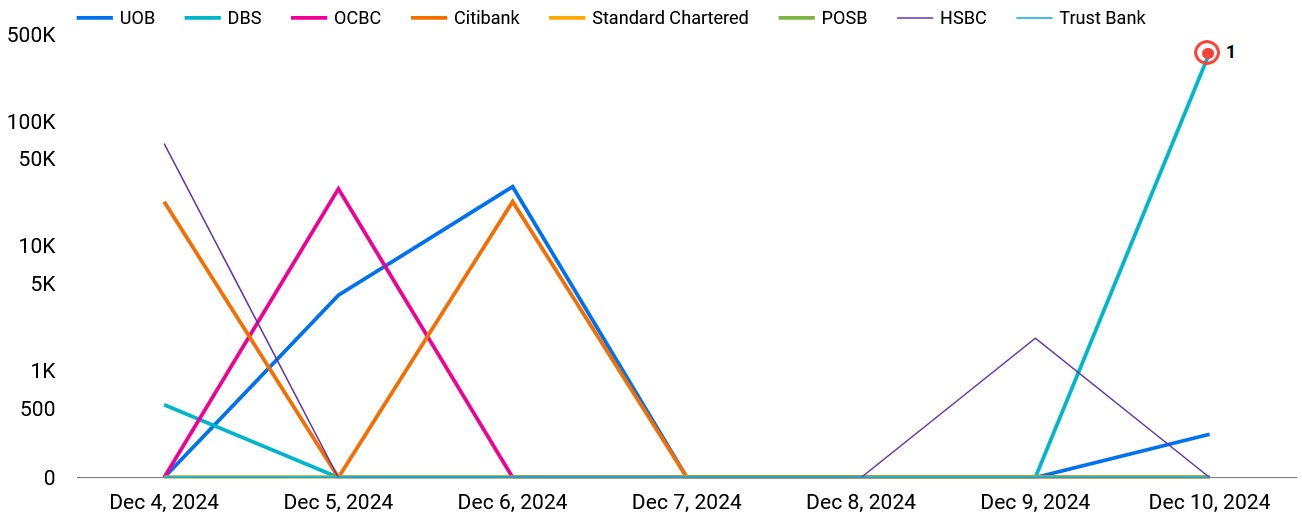 UOB DBS OCBC Citibank Standard Chartered POSB HSBC Trust Bank
500K
1
100K
50K
10K
5K
1K
500
0
Dec 4, 2024 Dec 5, 2024 Dec 6, 2024 Dec 7, 2024 Dec 8, 2024 Dec 9, 2024 Dec 10, 2024